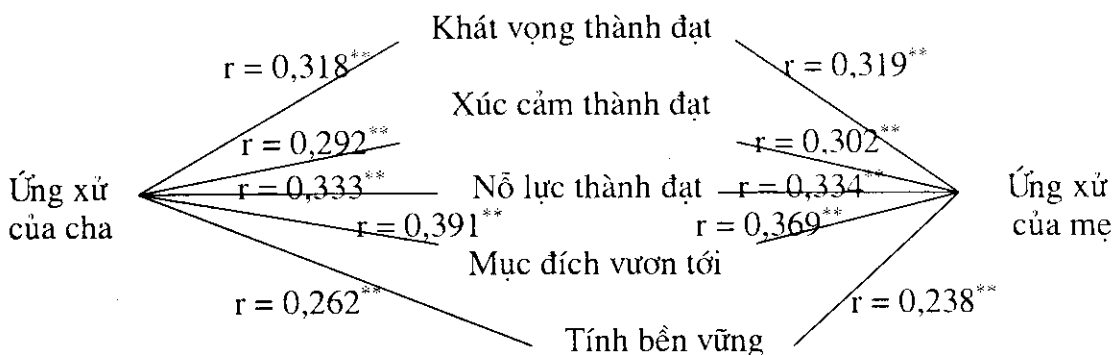 Khát vọng thành đạt
r = 0,318** r = 0,319**
Xúc cảm thành đạt
r = 0,292** r = 0,302**
Ứng xử của cha
r = 0,333** Nỗ lực thành đạt r = 0,334**
Ứng xử của mẹ
r = 0,391** r = 0,369**
Mục đích vươn tới
r = 0,262** r = 0,238**
Tính bền vững